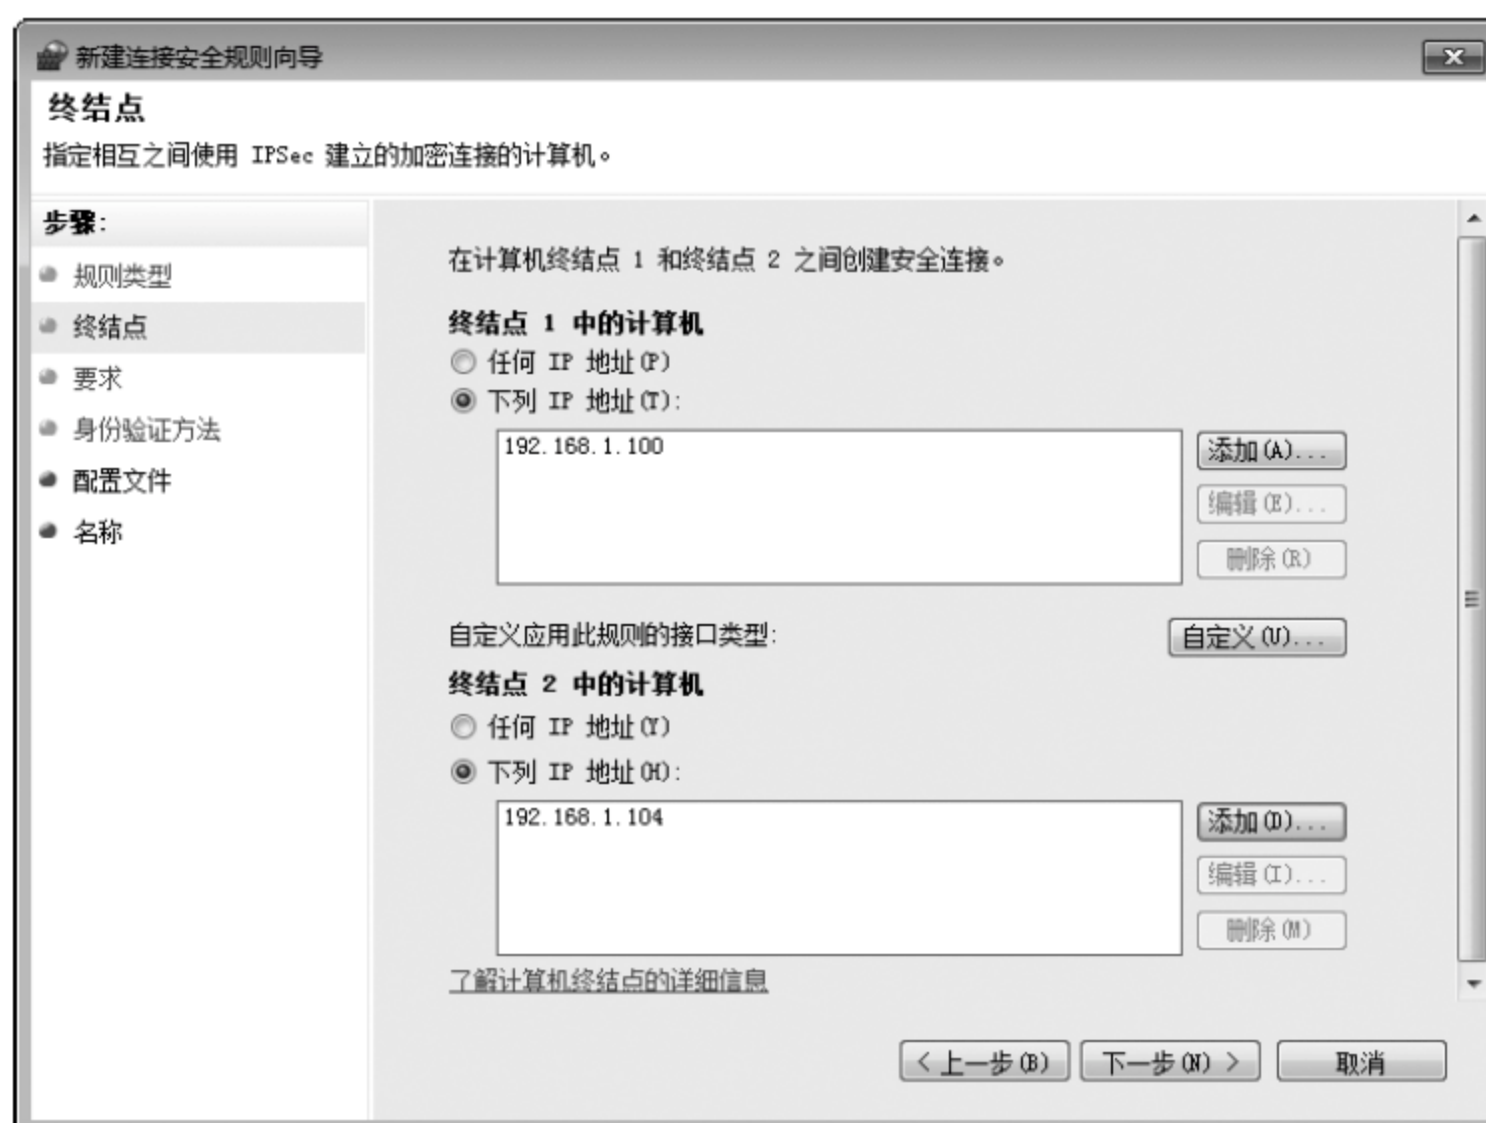 新建连接安全规则向导
终结点
指定相互之间使用 IPSec 建立的加密连接的计算机。
步骤:
规则类型
终结点
要求
身份验证方法
配置文件
名称
在计算机终结点 1 和终结点 2 之间创建安全连接。
终结点 1 中的计算机
任何 IP 地址(P)
下列 IP 地址(T):
192.168.1.100
添加(A)...
编辑(E)...
删除(R)
自定义应用此规则的接口类型:
自定义(U)...
终结点 2 中的计算机
任何 IP 地址(Y)
下列 IP 地址(H):
192.168.1.104
添加(D)...
编辑(I)...
删除(M)
了解计算机终结点的详细信息
< 上一步(B)
下一步(N) >
取消